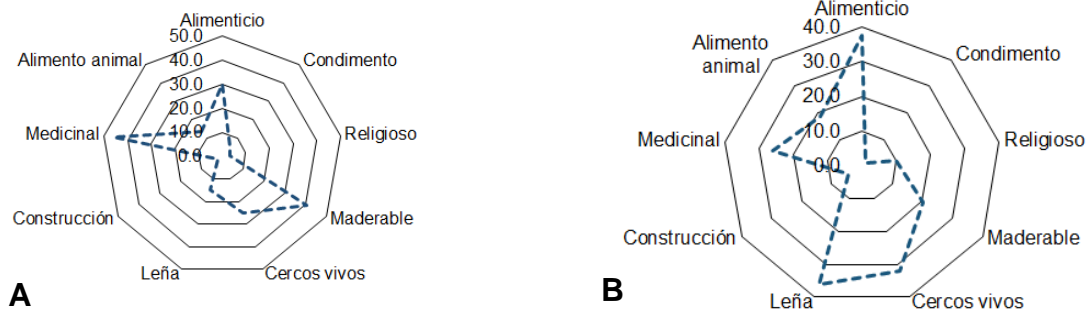 Alimenticio
50.0
40.0
30.0
20.0
10.0
0.0
Condimento
Religioso
Maderable
Cercos vivos
Leña
Construcción
Medicinal
Alimento animal
A
Alimenticio
40.0
30.0
20.0
10.0
0.0
Condimento
Religioso
Maderable
Cercos vivos
Leña
Construcción
Medicinal
Alimento
animal
B